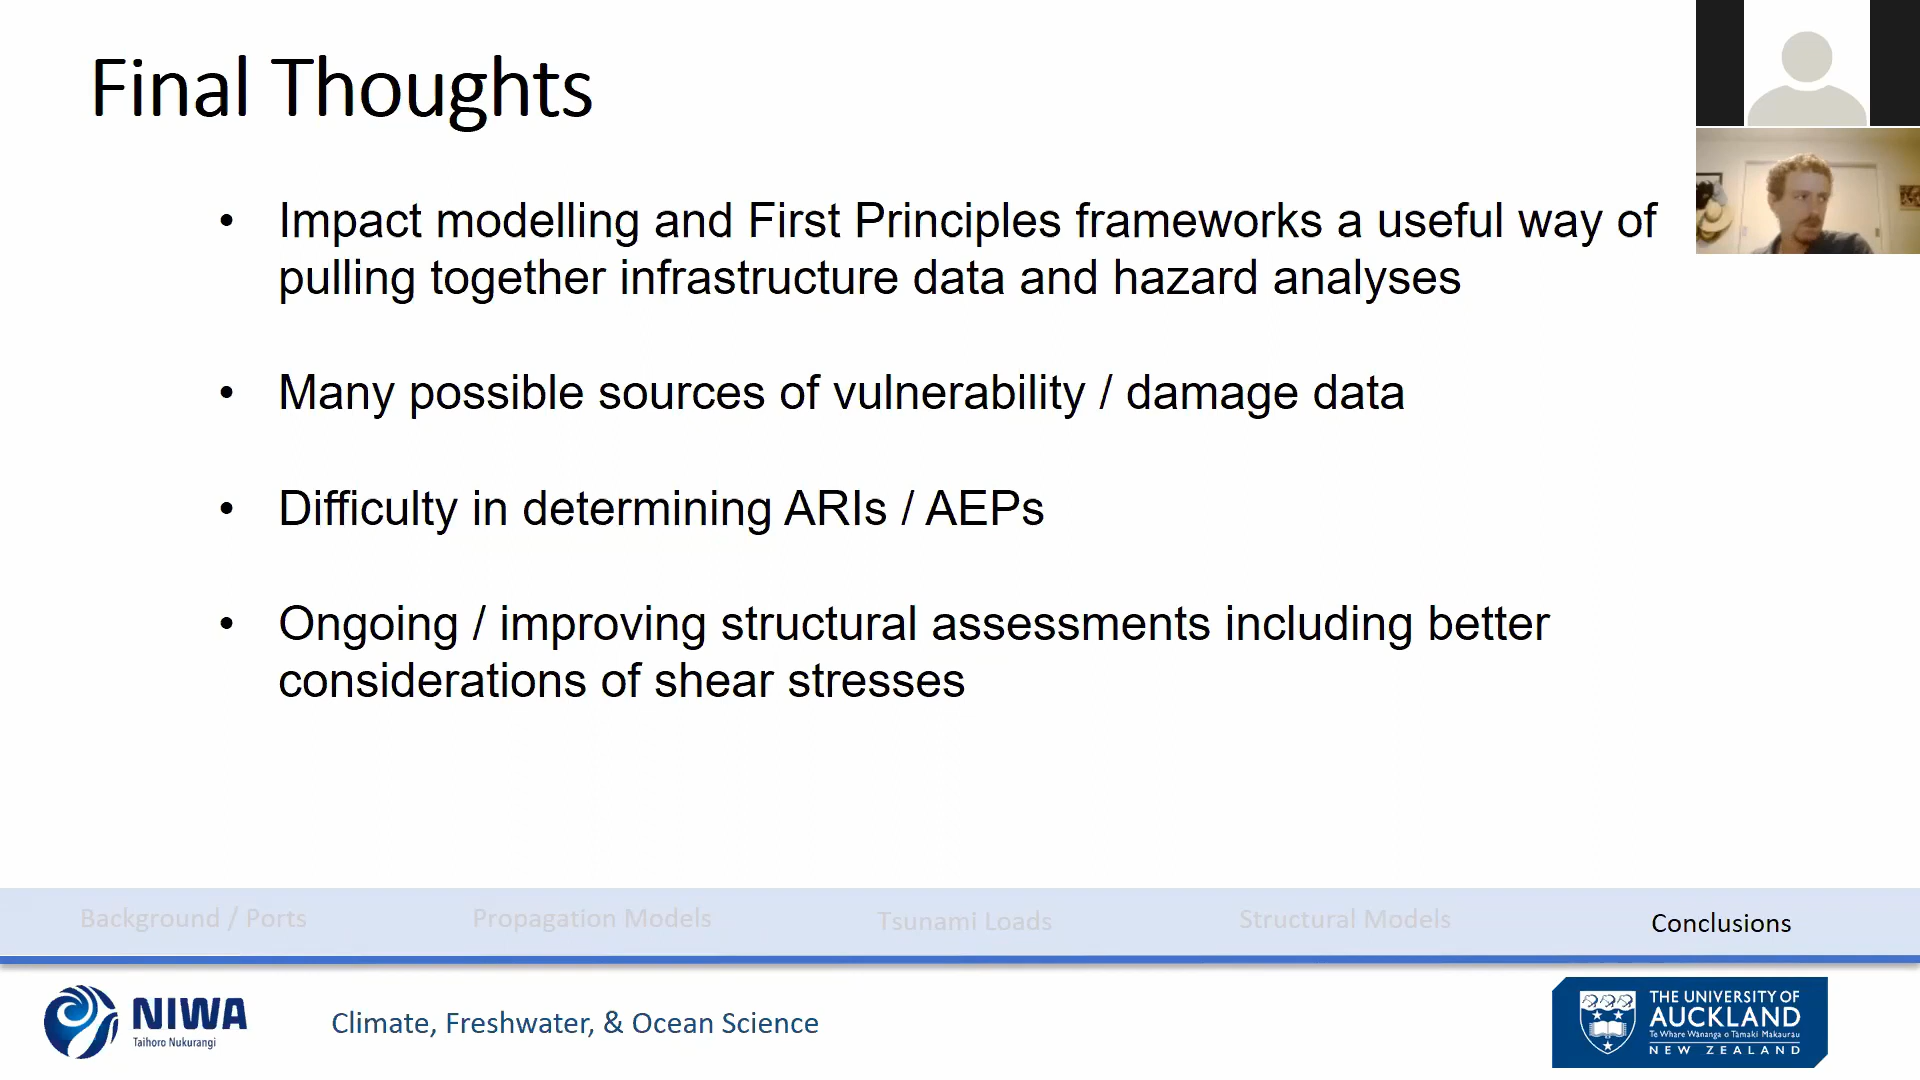 Final Thoughts
• Impact modelling and First Principles frameworks a useful way of
pulling together infrastructure data and hazard analyses
• Many possible sources of vulnerability / damage data
• Difficulty in determining ARIs / AEPs
• Ongoing / improving structural assessments including better
considerations of shear stresses
Background / Ports
Propagation Models
Tsunami Loads
Structural Models
Conclusions
NIWA
Taihoro Nukurangi
Climate, Freshwater, & Ocean Science
THE UNIVERSITY OF
AUCKLAND
Te Whare Wānanga o Tāmaki Makaurau
NEW ZEALAND